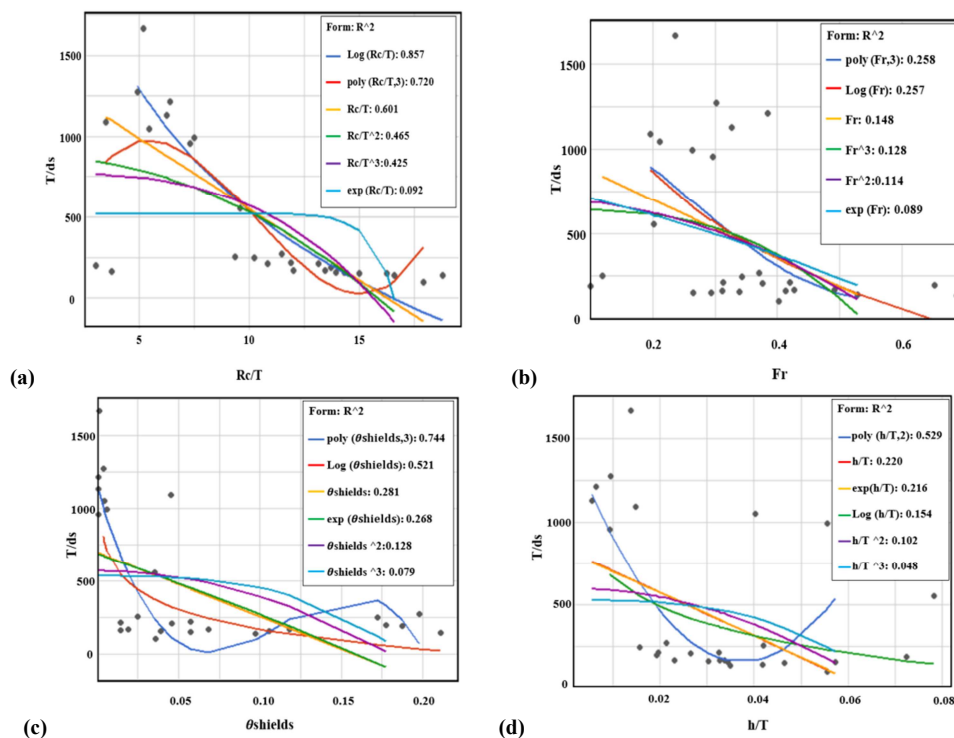 Form: R^2
Log (Rc/T): 0.857
poly (Rc/T,3): 0.720
Rc/T: 0.601
Rc/T^2: 0.465
Rc/T^3:0.425
exp (Rc/T): 0.092
T/ds
1500
1250
1000
750
500
250
0
5
10
15
Rc/T
(a)
Form: R^2
poly (Fr,3): 0.258
Log (Fr): 0.257
Fr: 0.148
Fr^3: 0.128
Fr^2:0.114
exp (Fr): 0.089
T/ds
1500
1000
500
0
0.2
0.4
0.6
Fr
(b)
Form: R^2
poly (θshields,3): 0.744
Log (θshields): 0.521
θshields: 0.281
exp (θshields): 0.268
θshields ^2:0.128
θshields ^3: 0.079
T/ds
1500
1000
500
0
0.05
0.10
0.15
0.20
θshields
(c)
Form: R^2
poly (h/T,2): 0.529
h/T: 0.220
exp(h/T): 0.216
Log (h/T): 0.154
h/T ^2: 0.102
h/T ^3: 0.048
T/ds
1500
1000
500
0
0.02
0.04
0.06
0.08
h/T
(d)